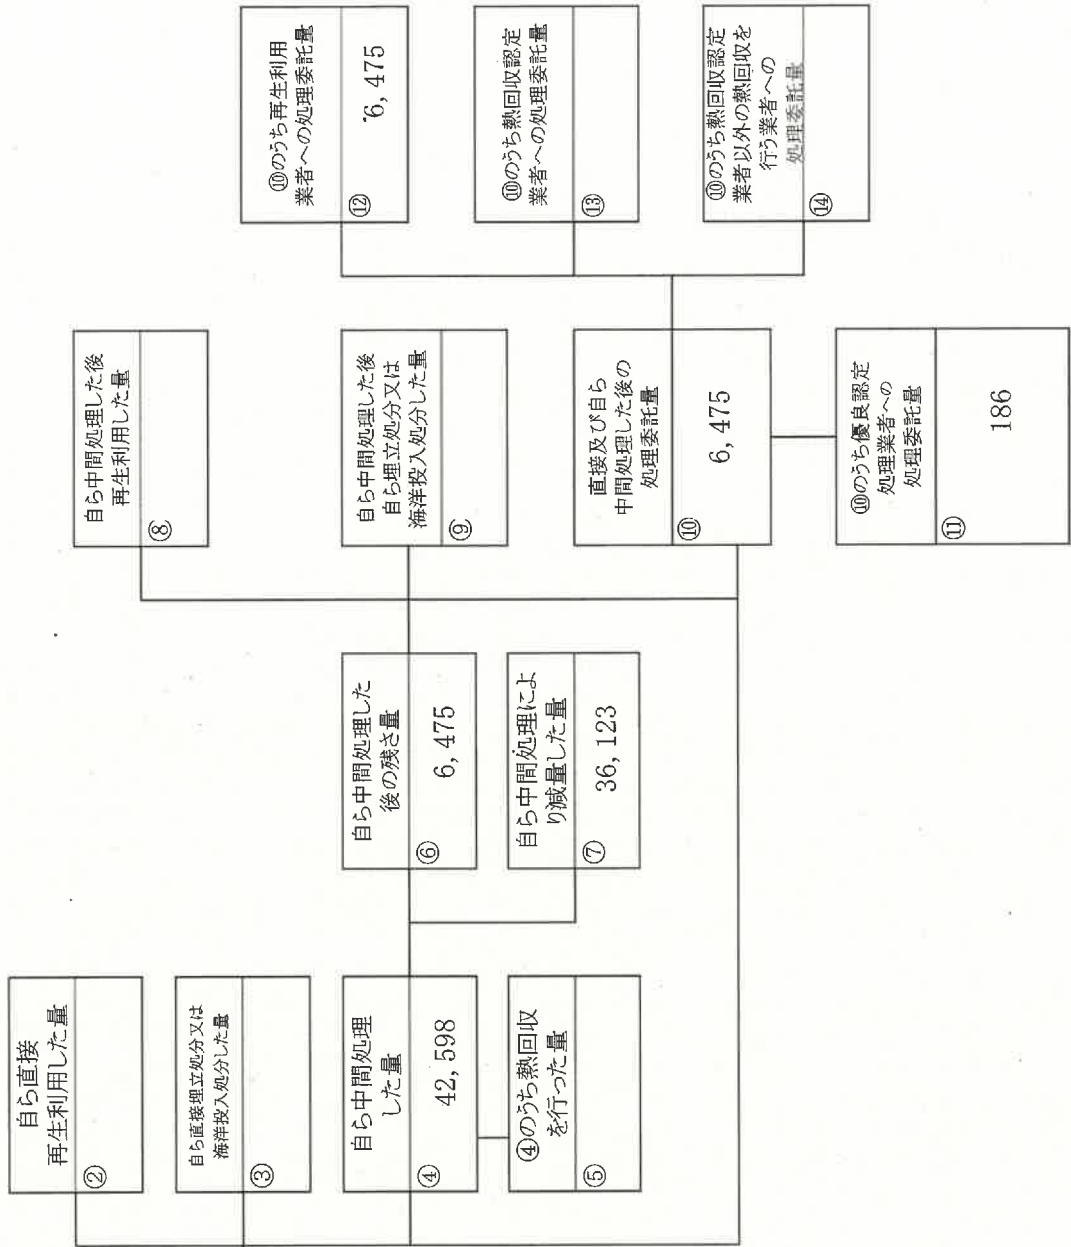 自ら直接
再生利用した量
②
自ら直接埋立処分又は
海洋投入処分した量
③
自ら中間処理
した量
④
42,598
④のうち熱回収
を行った量
⑤
自ら中間処理した
後の残さ量
⑥
6,475
自ら中間処理によ
り減量した量
⑦
36,123
自ら中間処理した後
再生利用した量
⑧
自ら中間処理した後
自ら埋立処分又は
海洋投入処分した量
⑨
直接及び自ら
中間処理した後の
処理委託量
⑩
6,475
⑩のうち優良認定
処理業者への
処理委託量
⑪
186
⑩のうち再生利用
業者への処理委託量
⑫
6,475
⑩のうち熱回収認定
業者への処理委託量
⑬
⑩のうち熱回収認定
業者以外の熱回収を
行う業者への
処理委託量
⑭